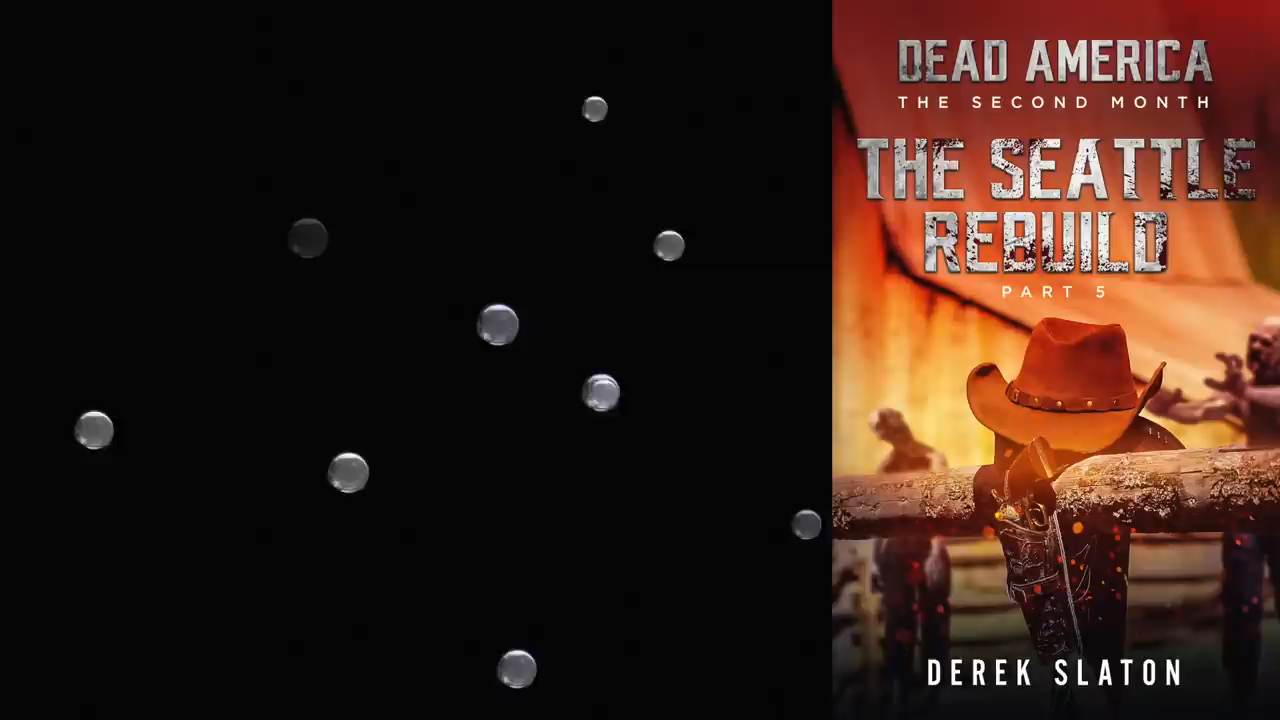 DEAD AMERICA
THE SECOND MONTH
THE SEATTLE
REBUILD
PART 5
DEREK SLATON